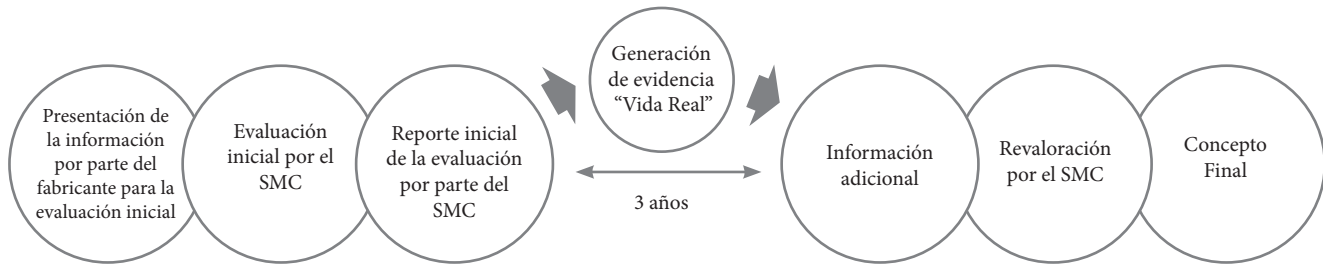 Presentación de
la información
por parte del
fabricante para la
evaluación inicial
Evaluación
inicial por el
SMC
Reporte inicial
de la evaluación
por parte del
SMC
Generación
de evidencia
“Vida Real”
3 años
Información
adicional
Revaloración
por el SMC
Concepto
Final